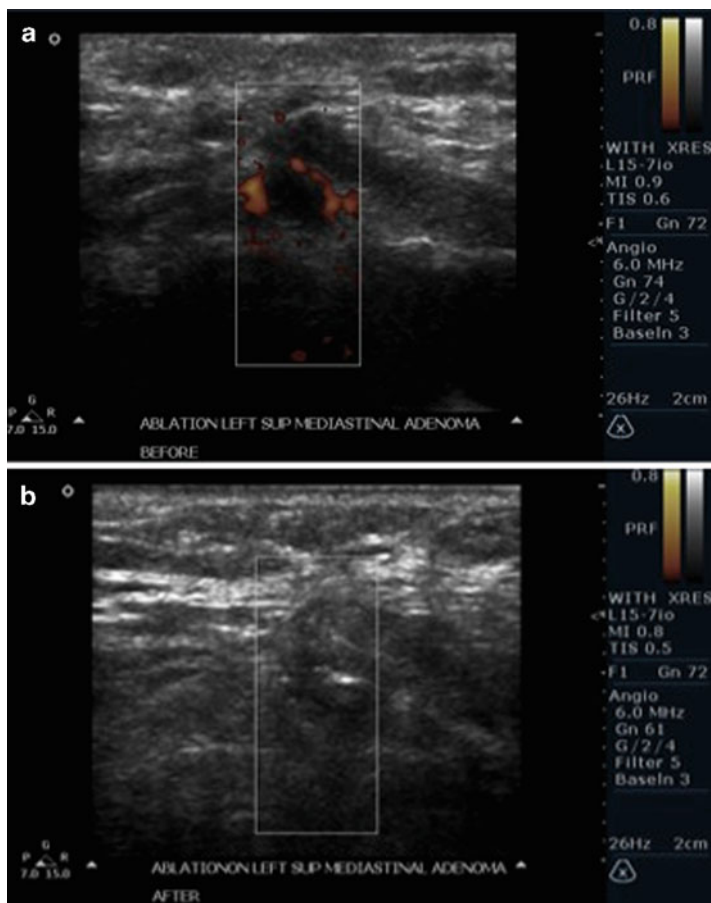 a
0.8
PRF
WITH XRES
L15-7io
MI 0.9
TIS 0.6
F1 Gn 72
Angio
6.0 MHz
Gn 74
G/2/4
Filter 5
Baseln 3
26Hz 2cm
x
G
P R
7.0 15.0
ABLATION LEFT SUP MEDIASTINAL ADENOMA
BEFORE
b
0.8
PRF
WITH XRES
L15-7io
MI 0.8
TIS 0.5
F1 Gn 72
Angio
6.0 MHz
Gn 61
G/2/4
Filter 5
Baseln 3
26Hz 2cm
x
G
P R
7.0 15.0
ABLATIONON LEFT SUP MEDIASTINAL ADENOMA
AFTER